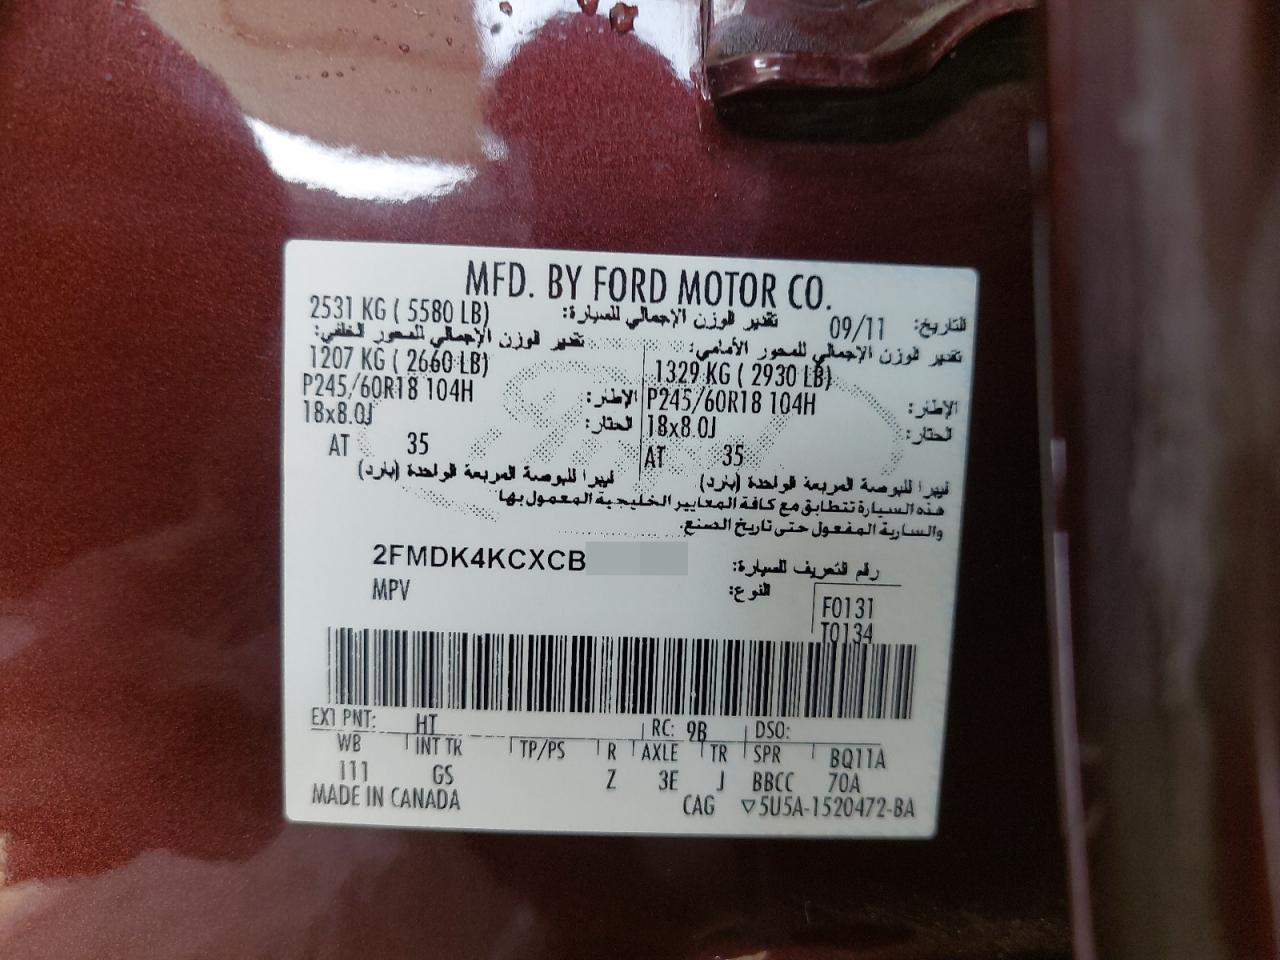 MFD. BY FORD MOTOR CO.
التاريخ: 09/11
تقدير الوزن الإجمالي للسيارة: 2531 KG ( 5580 LB)
تقدير الوزن الإجمالي للمحور الأمامي:
تقدير الوزن الإجمالي للمحور الخلفي:
1329 KG ( 2930 LB)
1207 KG ( 2660 LB)
الإطار: P245/60R18 104H
الإطار: P245/60R18 104H
الحتار: 18x8.0J
الحتار: 18x8.0J
AT 35
AT 35
ليبرا للبوصة المربعة الواحدة (بارد)
ليبرا للبوصة المربعة الواحدة (بارد)
هذه السيارة تتطابق مع كافة المعايير الخليجية المعمول بها
والسارية المفعول حتى تاريخ الصنع.
رقم التعريف للسيارة: 2FMDK4KCXCB
النوع: MPV
F0131
T0134
EXT PNT: HT RC: 9B DSO:
WB INT TK TP/PS R AXLE TR SPR BQ11A
111 GS Z 3E J BBCC 70A
MADE IN CANADA CAG ▽5U5A-1520472-BA